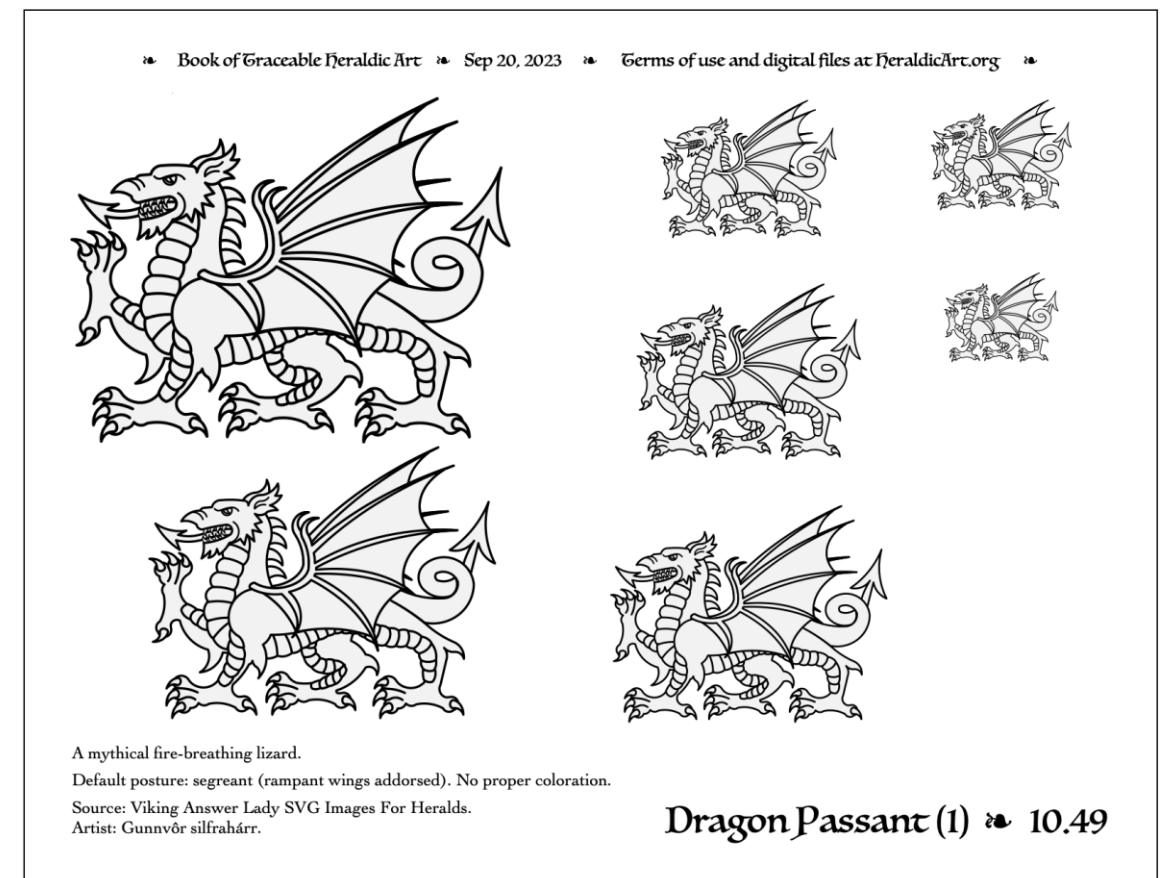 ❧ Book of Traceable Heraldic Art ❧ Sep 20, 2023 ❧ Terms of use and digital files at HeraldicArt.org ❧
A mythical fire-breathing lizard.
Default posture: segreant (rampant wings addorsed). No proper coloration.
Source: Viking Answer Lady SVG Images For Heralds.
Artist: Gunnvôr silfrahárr.
Dragon Passant (1) ❧ 10.49